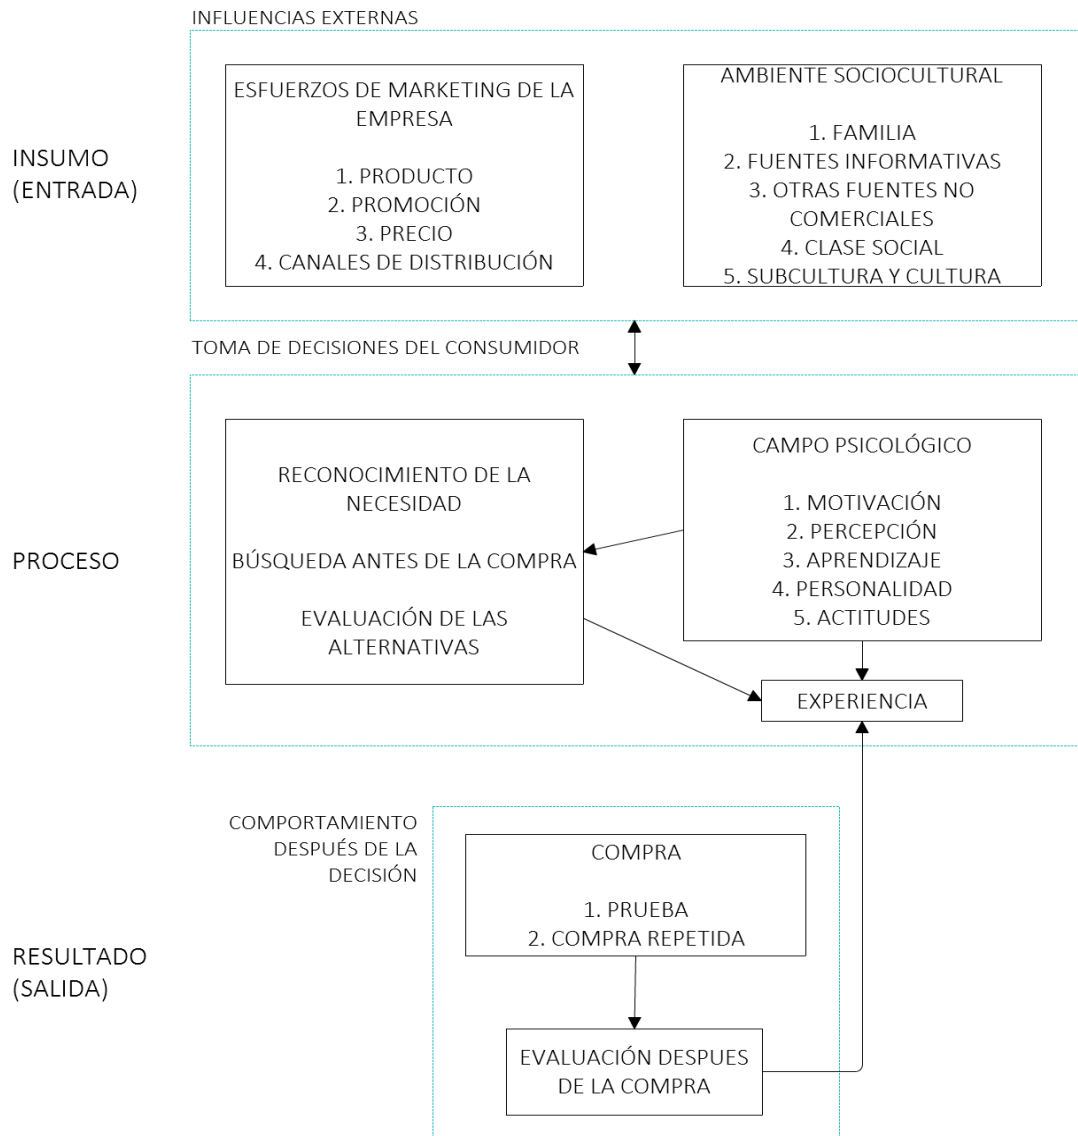 INFLUENCIAS EXTERNAS
INSUMO
(ENTRADA)
ESFUERZOS DE MARKETING DE LA
EMPRESA
1. PRODUCTO
2. PROMOCIÓN
3. PRECIO
4. CANALES DE DISTRIBUCIÓN
AMBIENTE SOCIOCULTURAL
1. FAMILIA
2. FUENTES INFORMATIVAS
3. OTRAS FUENTES NO
COMERCIALES
4. CLASE SOCIAL
5. SUBCULTURA Y CULTURA
TOMA DE DECISIONES DEL CONSUMIDOR
PROCESO
RECONOCIMIENTO DE LA
NECESIDAD
BÚSQUEDA ANTES DE LA COMPRA
EVALUACIÓN DE LAS
ALTERNATIVAS
CAMPO PSICOLÓGICO
1. MOTIVACIÓN
2. PERCEPCIÓN
3. APRENDIZAJE
4. PERSONALIDAD
5. ACTITUDES
EXPERIENCIA
COMPORTAMIENTO
DESPUÉS DE LA
DECISIÓN
RESULTADO
(SALIDA)
COMPRA
1. PRUEBA
2. COMPRA REPETIDA
EVALUACIÓN DESPUES
DE LA COMPRA